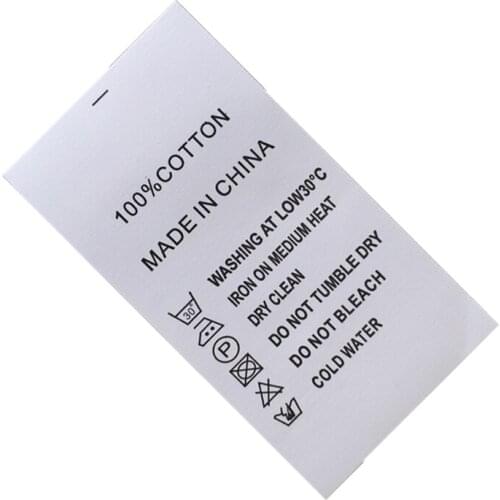 100%COTTON
MADE IN CHINA
30° WASHING AT LOW30°C
IRON ON MEDIUM HEAT
P DRY CLEAN
DO NOT TUMBLE DRY
DO NOT BLEACH
COLD WATER